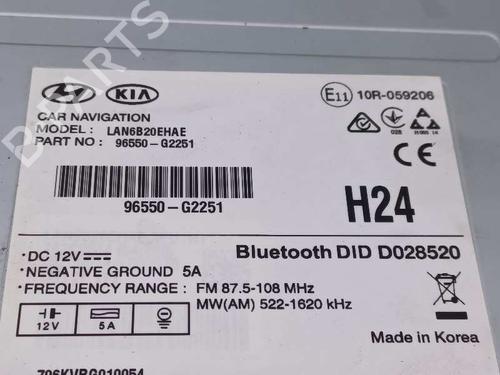 KIA
E11 10R-059206
CAR NAVIGATION
MODEL : LAN6B20EHAE
PART NO : 96550-G2251
028
CE
96550-G2251
H24
Bluetooth DID D028520
• DC 12V
• NEGATIVE GROUND 5A
• FREQUENCY RANGE : FM 87.5-108 MHz
MW(AM) 522-1620 kHz
12V 5A
Made in Korea
706KVBG010054